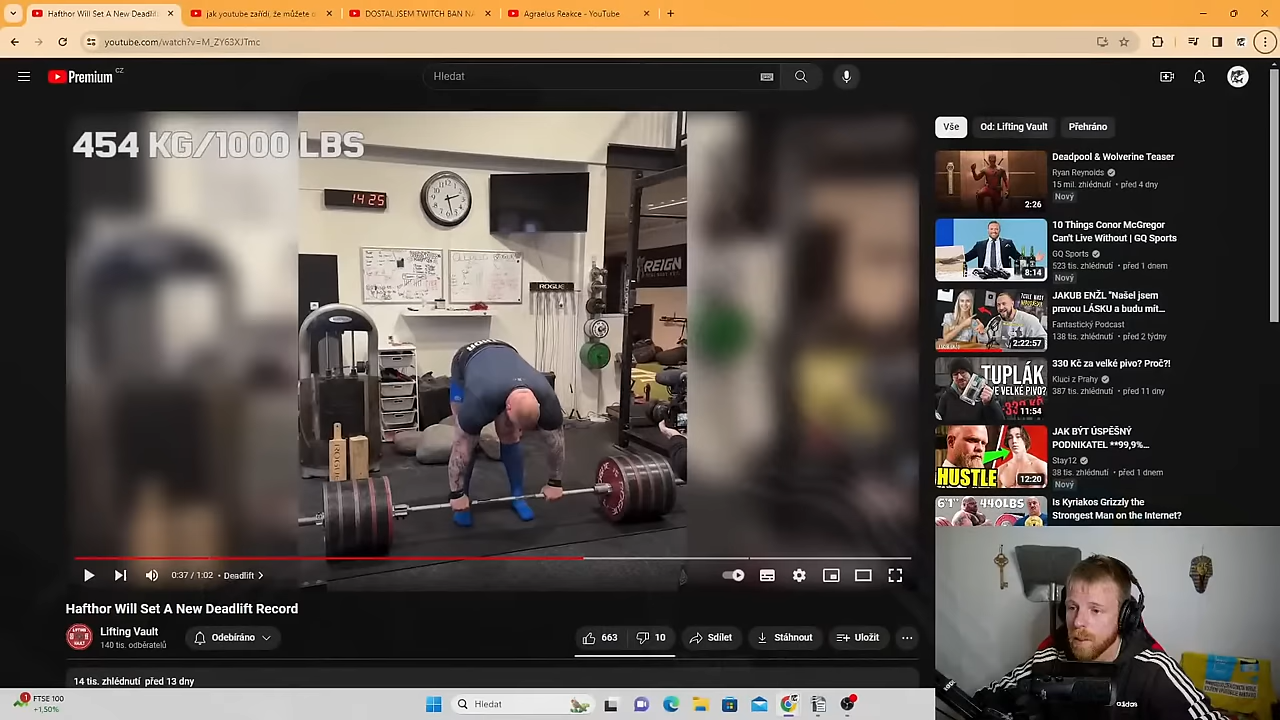 Hafthor Will Set A New Deadli
jak youtube zařídí, že můžete o
DOSTAL JSEM TWITCH BAN NA
Agraelus Reakce - YouTube
youtube.com/watch?v=M_ZY63XJTmc
Premium CZ
Hledat
454 KG/1000 LBS
14 25
REIGN
ROGUE
0:37 / 1:02 • Deadlift
Hafthor Will Set A New Deadlift Record
Lifting Vault
140 tis. odběratelů
Odebíráno
663
10
Sdílet
Stáhnout
Uložit
14 tis. zhlédnutí před 13 dny
Vše
Od: Lifting Vault
Přehráno
2:26
Deadpool & Wolverine Teaser
Ryan Reynolds
15 mil. zhlédnutí • před 4 dny
Nový
8:14
10 Things Conor McGregor
Can't Live Without | GQ Sports
GQ Sports
523 tis. zhlédnutí • před 1 dnem
Nový
2:22:57
JAKUB ENŽL "Našel jsem
pravou LÁSKU a budu mít...
Fantastický Podcast
138 tis. zhlédnutí • před 2 týdny
TUPLÁK
11:54
330 Kč za velké pivo? Proč?!
Kluci z Prahy
387 tis. zhlédnutí • před 11 dny
HUSTLE
12:20
JAK BÝT ÚSPĚŠNÝ
PODNIKATEL **99,9%...
Stay12
38 tis. zhlédnutí • před 1 dnem
Nový
6'1" 440LBS
Is Kyriakos Grizzly the
Strongest Man on the Internet?
adidas
1
FTSE 100
+1,50%
Hledat